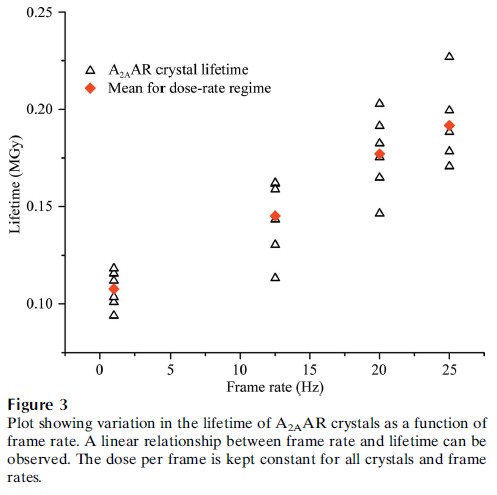 0.25
0.20
0.15
0.10
Lifetime (MGy)
A₂ₐAR crystal lifetime
Mean for dose-rate regime
0 5 10 15 20 25
Frame rate (Hz)
Figure 3
Plot showing variation in the lifetime of A₂ₐAR crystals as a function of
frame rate. A linear relationship between frame rate and lifetime can be
observed. The dose per frame is kept constant for all crystals and frame
rates.